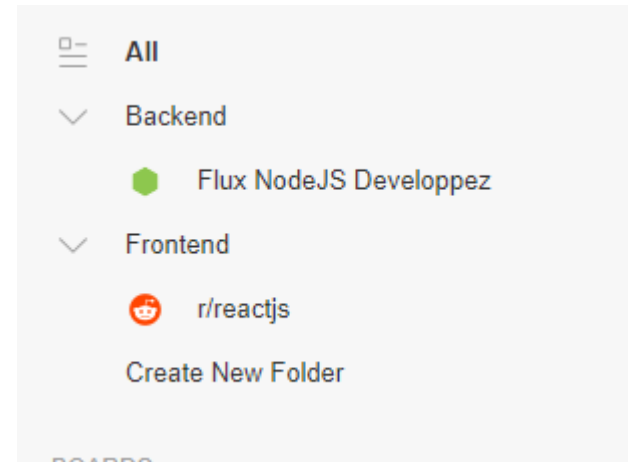 All
Backend
Flux NodeJS Developpez
Frontend
r/reactjs
Create New Folder